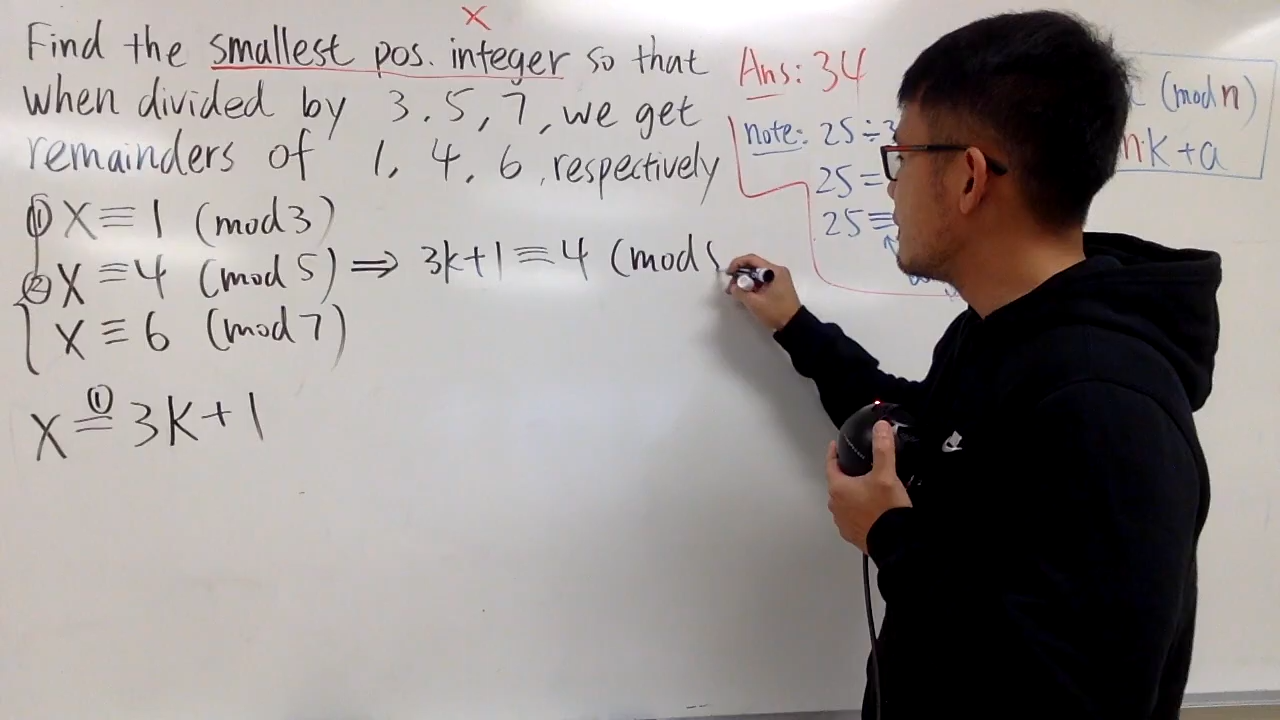 x
Find the smallest pos. integer so that
when divided by 3, 5, 7, we get
remainders of 1, 4, 6, respectively
① x ≡ 1 (mod 3)
② x ≡ 4 (mod 5) ⇒ 3k+1 ≡ 4 (mod 5
x ≡ 6 (mod 7)
x ①= 3k+1
Ans: 34
note: 25 ÷ 3
25 =
25 ≡
(mod n)
n·k + a